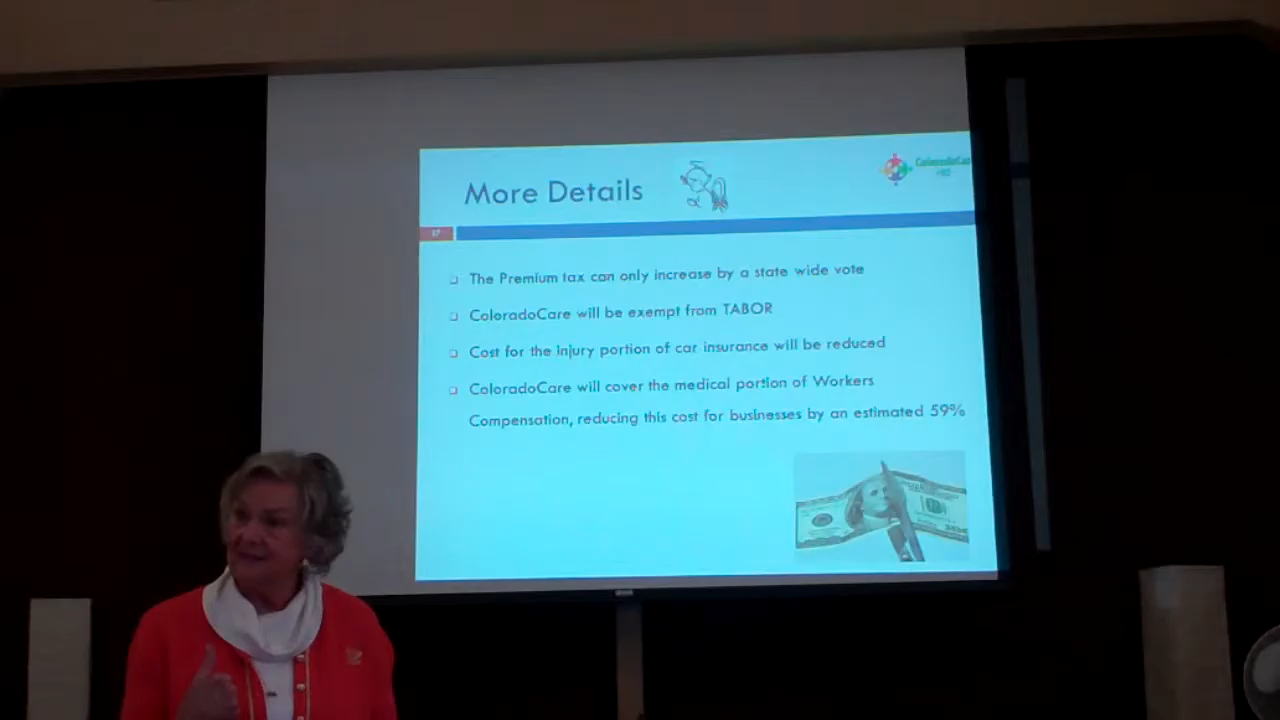 More Details
ColoradoCare
17
The Premium tax can only increase by a state wide vote
ColoradoCare will be exempt from TABOR
Cost for the injury portion of car insurance will be reduced
ColoradoCare will cover the medical portion of Workers
Compensation, reducing this cost for businesses by an estimated 59%